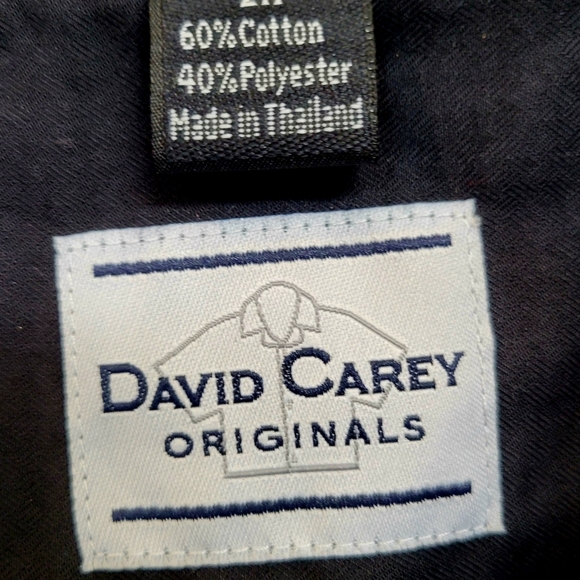 60% Cotton
40% Polyester
Made in Thailand
DAVID CAREY
ORIGINALS